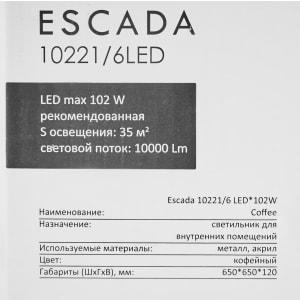 ESCADA
10221/6LED
LED max 102 W
рекомендованная
S освещения: 35 м²
световой поток: 10000 Lm
Escada 10221/6 LED*102W
Наименование: Coffee
Назначение: светильник для
внутренних помещений
Используемые материалы: металл, акрил
Цвет: кофейный
Габариты (ШхГхВ), мм: 650*650*120